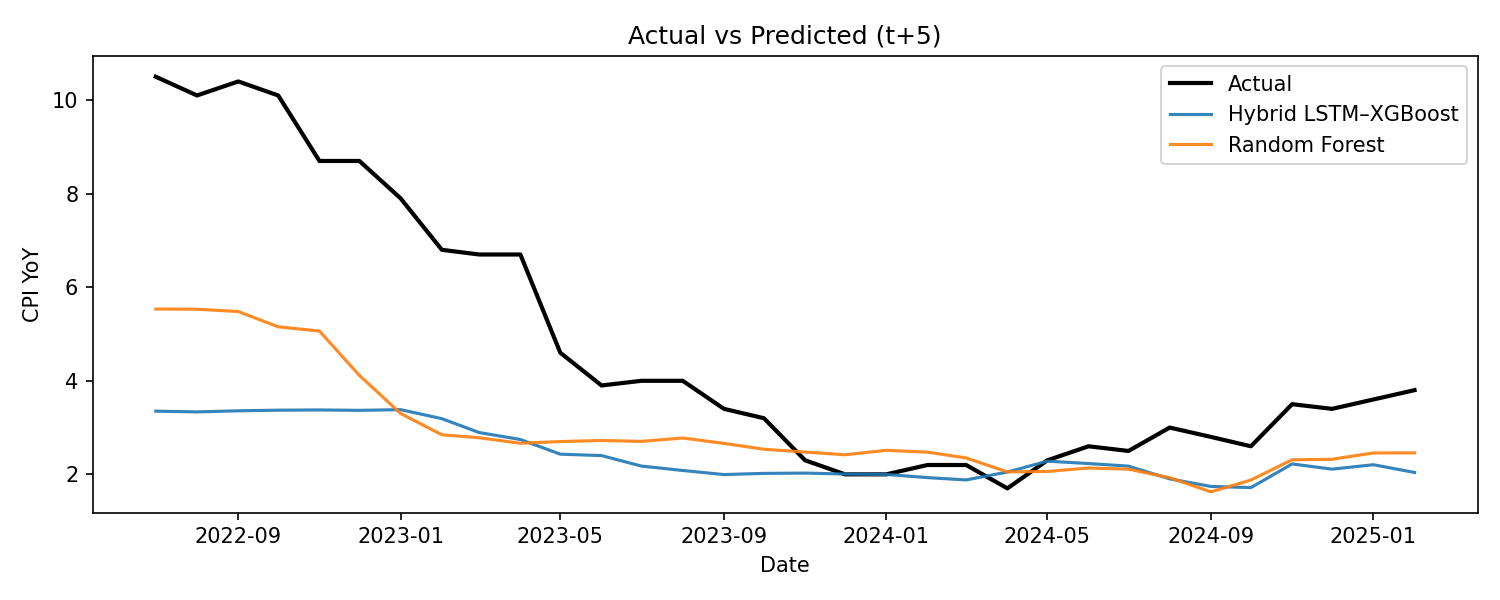 Actual vs Predicted (t+5)
Actual
Hybrid LSTM–XGBoost
Random Forest
CPI YoY
10
8
6
4
2
2022-09 2023-01 2023-05 2023-09 2024-01 2024-05 2024-09 2025-01
Date